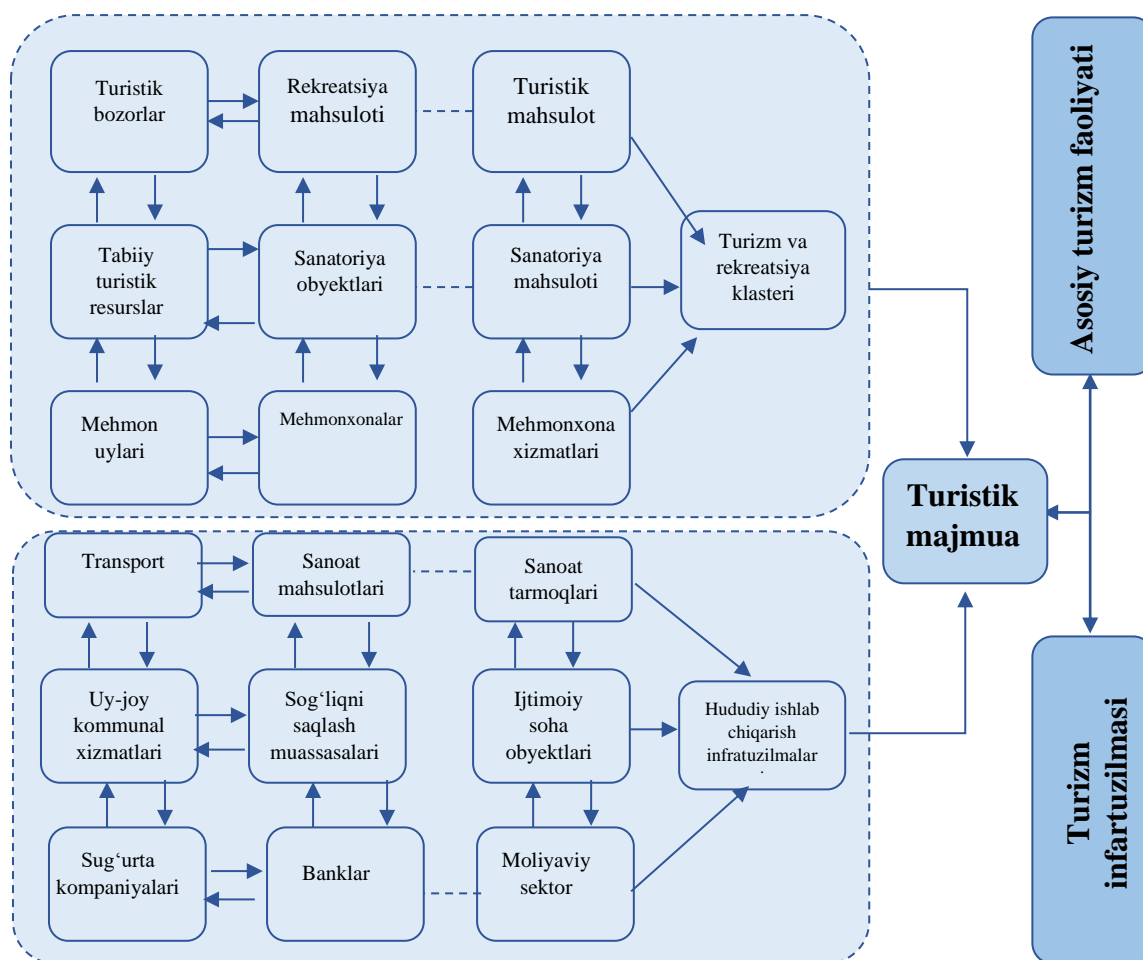 Turistik
bozorlar
Rekreatsiya
mahsuloti
Turistik
mahsulot
Tabiiy
turistik
resurslar
Sanatoriya
obyektlari
Sanatoriya
mahsuloti
Turizm va
rekreatsiya
klasteri
Mehmon
uylari
Mehmonxonalar
Mehmonxona
xizmatlari
Transport
Sanoat
mahsulotlari
Sanoat
tarmoqlari
Uy-joy
kommunal
xizmatlari
Sog‘liqni
saqlash
muassasalari
Ijtimoiy
soha
obyektlari
Hududiy ishlab
chiqarish
infratuzilmalar
Sug‘urta
kompaniyalari
Banklar
Moliyaviy
sektor
Turistik
majmua
Asosiy turizm faoliyati
Turizm
infartuzilmasi